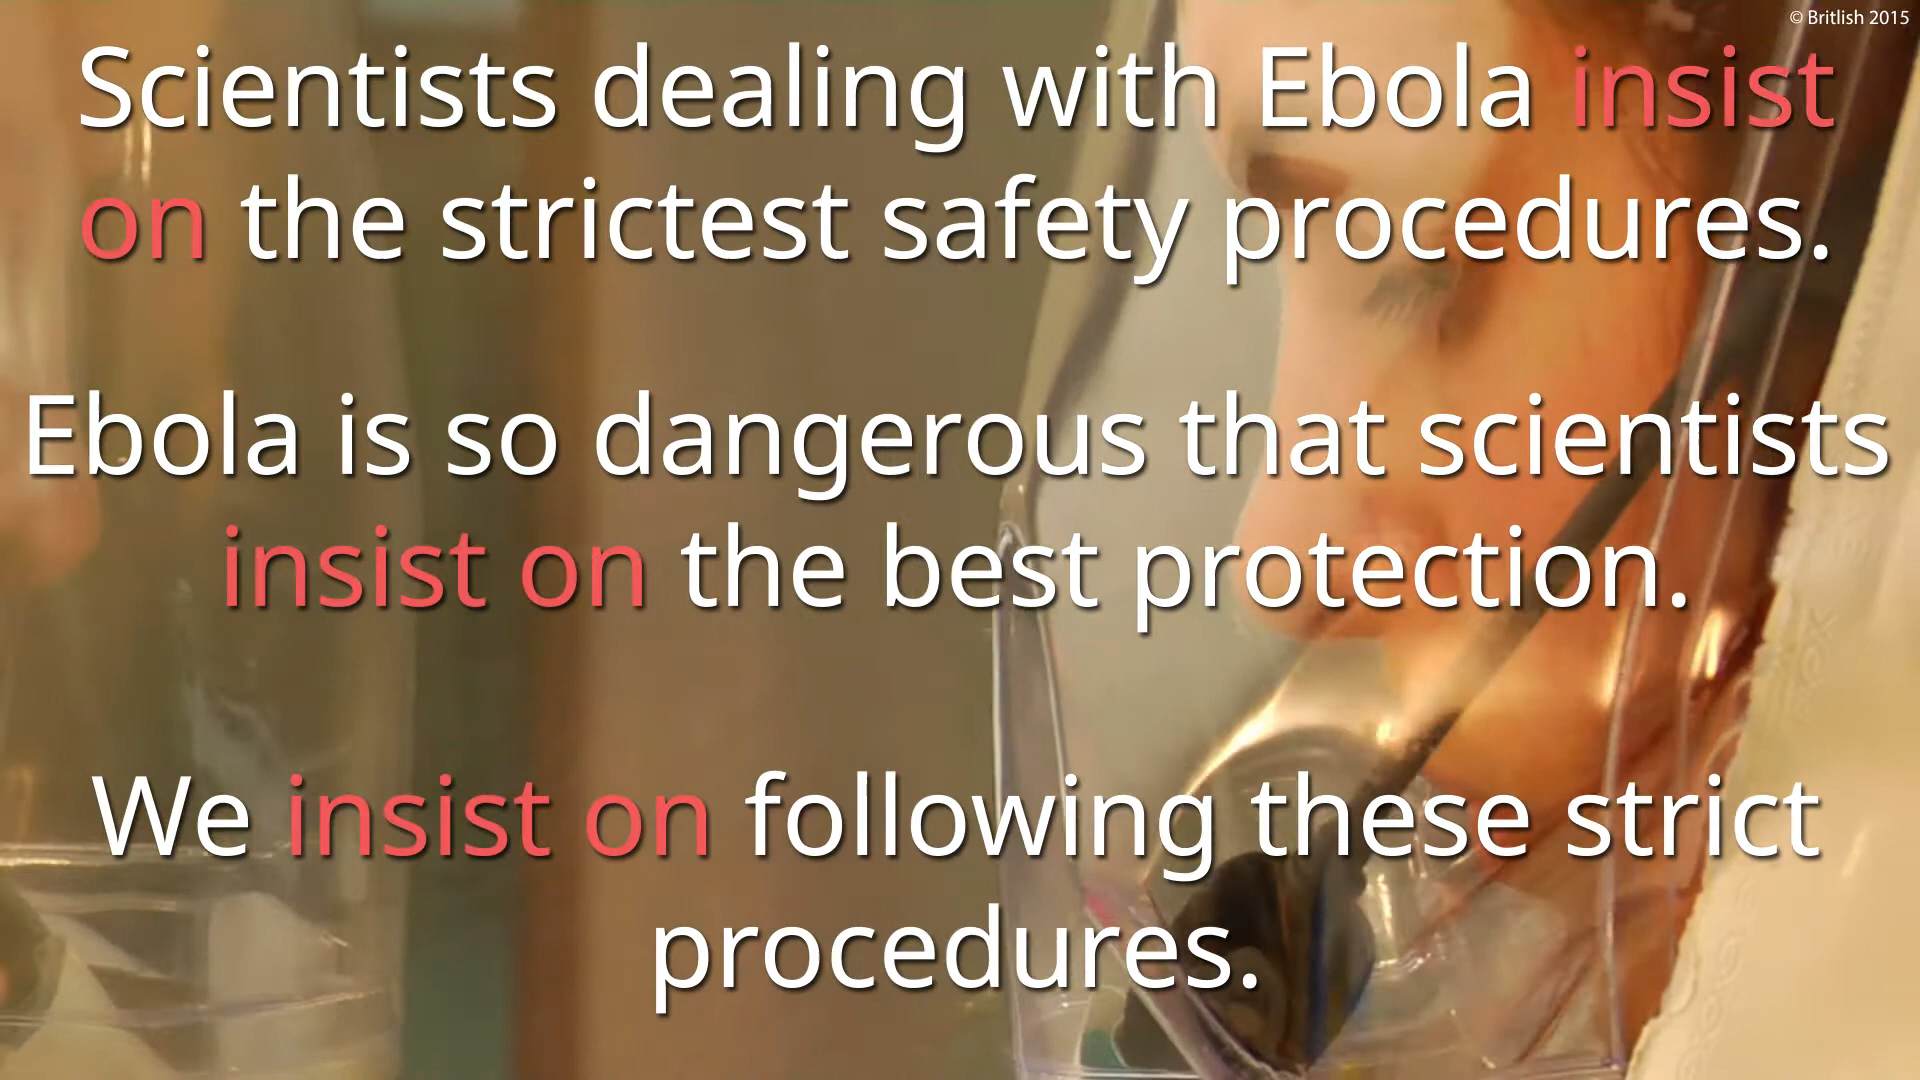 © Britlish 2015
Scientists dealing with Ebola insist
on the strictest safety procedures.
Ebola is so dangerous that scientists
insist on the best protection.
We insist on following these strict
procedures.